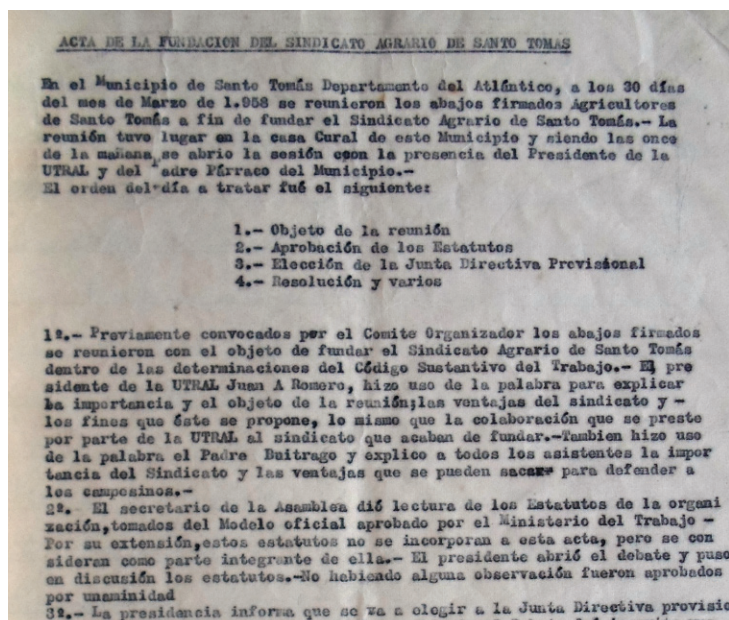 ACTA DE LA FUNDACION DEL SINDICATO AGRARIO DE SANTO TOMAS
En el Municipio de Santo Tomás Departamento del Atlántico, a los 30 días
del mes de Marzo de 1.958 se reunieron los abajos firmados Agricultores
de Santo Tomás a fin de fundar el Sindicato Agrario de Santo Tomás.- La
reunión tuvo lugar en la casa Cural de este Municipio y siendo las once
de la mañana se abrio la sesión coon la presencia del Presidente de la
UTRAL y del Padre Párraco del Municipio.-
El orden del día a tratar fué el siguiente:
1.- Objeto de la reunión
2.- Aprobación de los Estatutos
3.- Elección de la Junta Directiva Provisional
4.- Resolución y varios
1º.- Previamente convocados por el Comite Organizador los abajos firmados
se reunieron con el objeto de fundar el Sindicato Agrario de Santo Tomás
dentro de las determinaciones del Código Sustantivo del Trabajo.- El pre
sidente de la UTRAL Juan A Romero, hizo uso de la palabra para explicar
la importancia y el objeto de la reunión;las ventajas del sindicato y -
los fines que éste se propone, lo mismo que la colaboración que se preste
por parte de la UTRAL al sindicato que acaban de fundar.-Tambien hizo uso
de la palabra el Padre Buitrago y explico a todos los asistentes la impor
tancia del Sindicato y las ventajas que se pueden sacar para defender a
los campesinos.-
2º. El secretario de la Asamblea dió lectura de los Estatutos de la organi
zación,tomados del Modelo oficial aprobado por el Ministerio del Trabajo -
Por su extensión,estos estatutos no se incorporan a esta acta, pero se con
sideran como parte integrante de ella.- El presidente abrió el debate y puso
en discusión los estatutos.-No habiendo alguna observación fueron aprobados
por unaminidad
3º.- La presidencia informa que se va a elegir a la Junta Directiva provisio